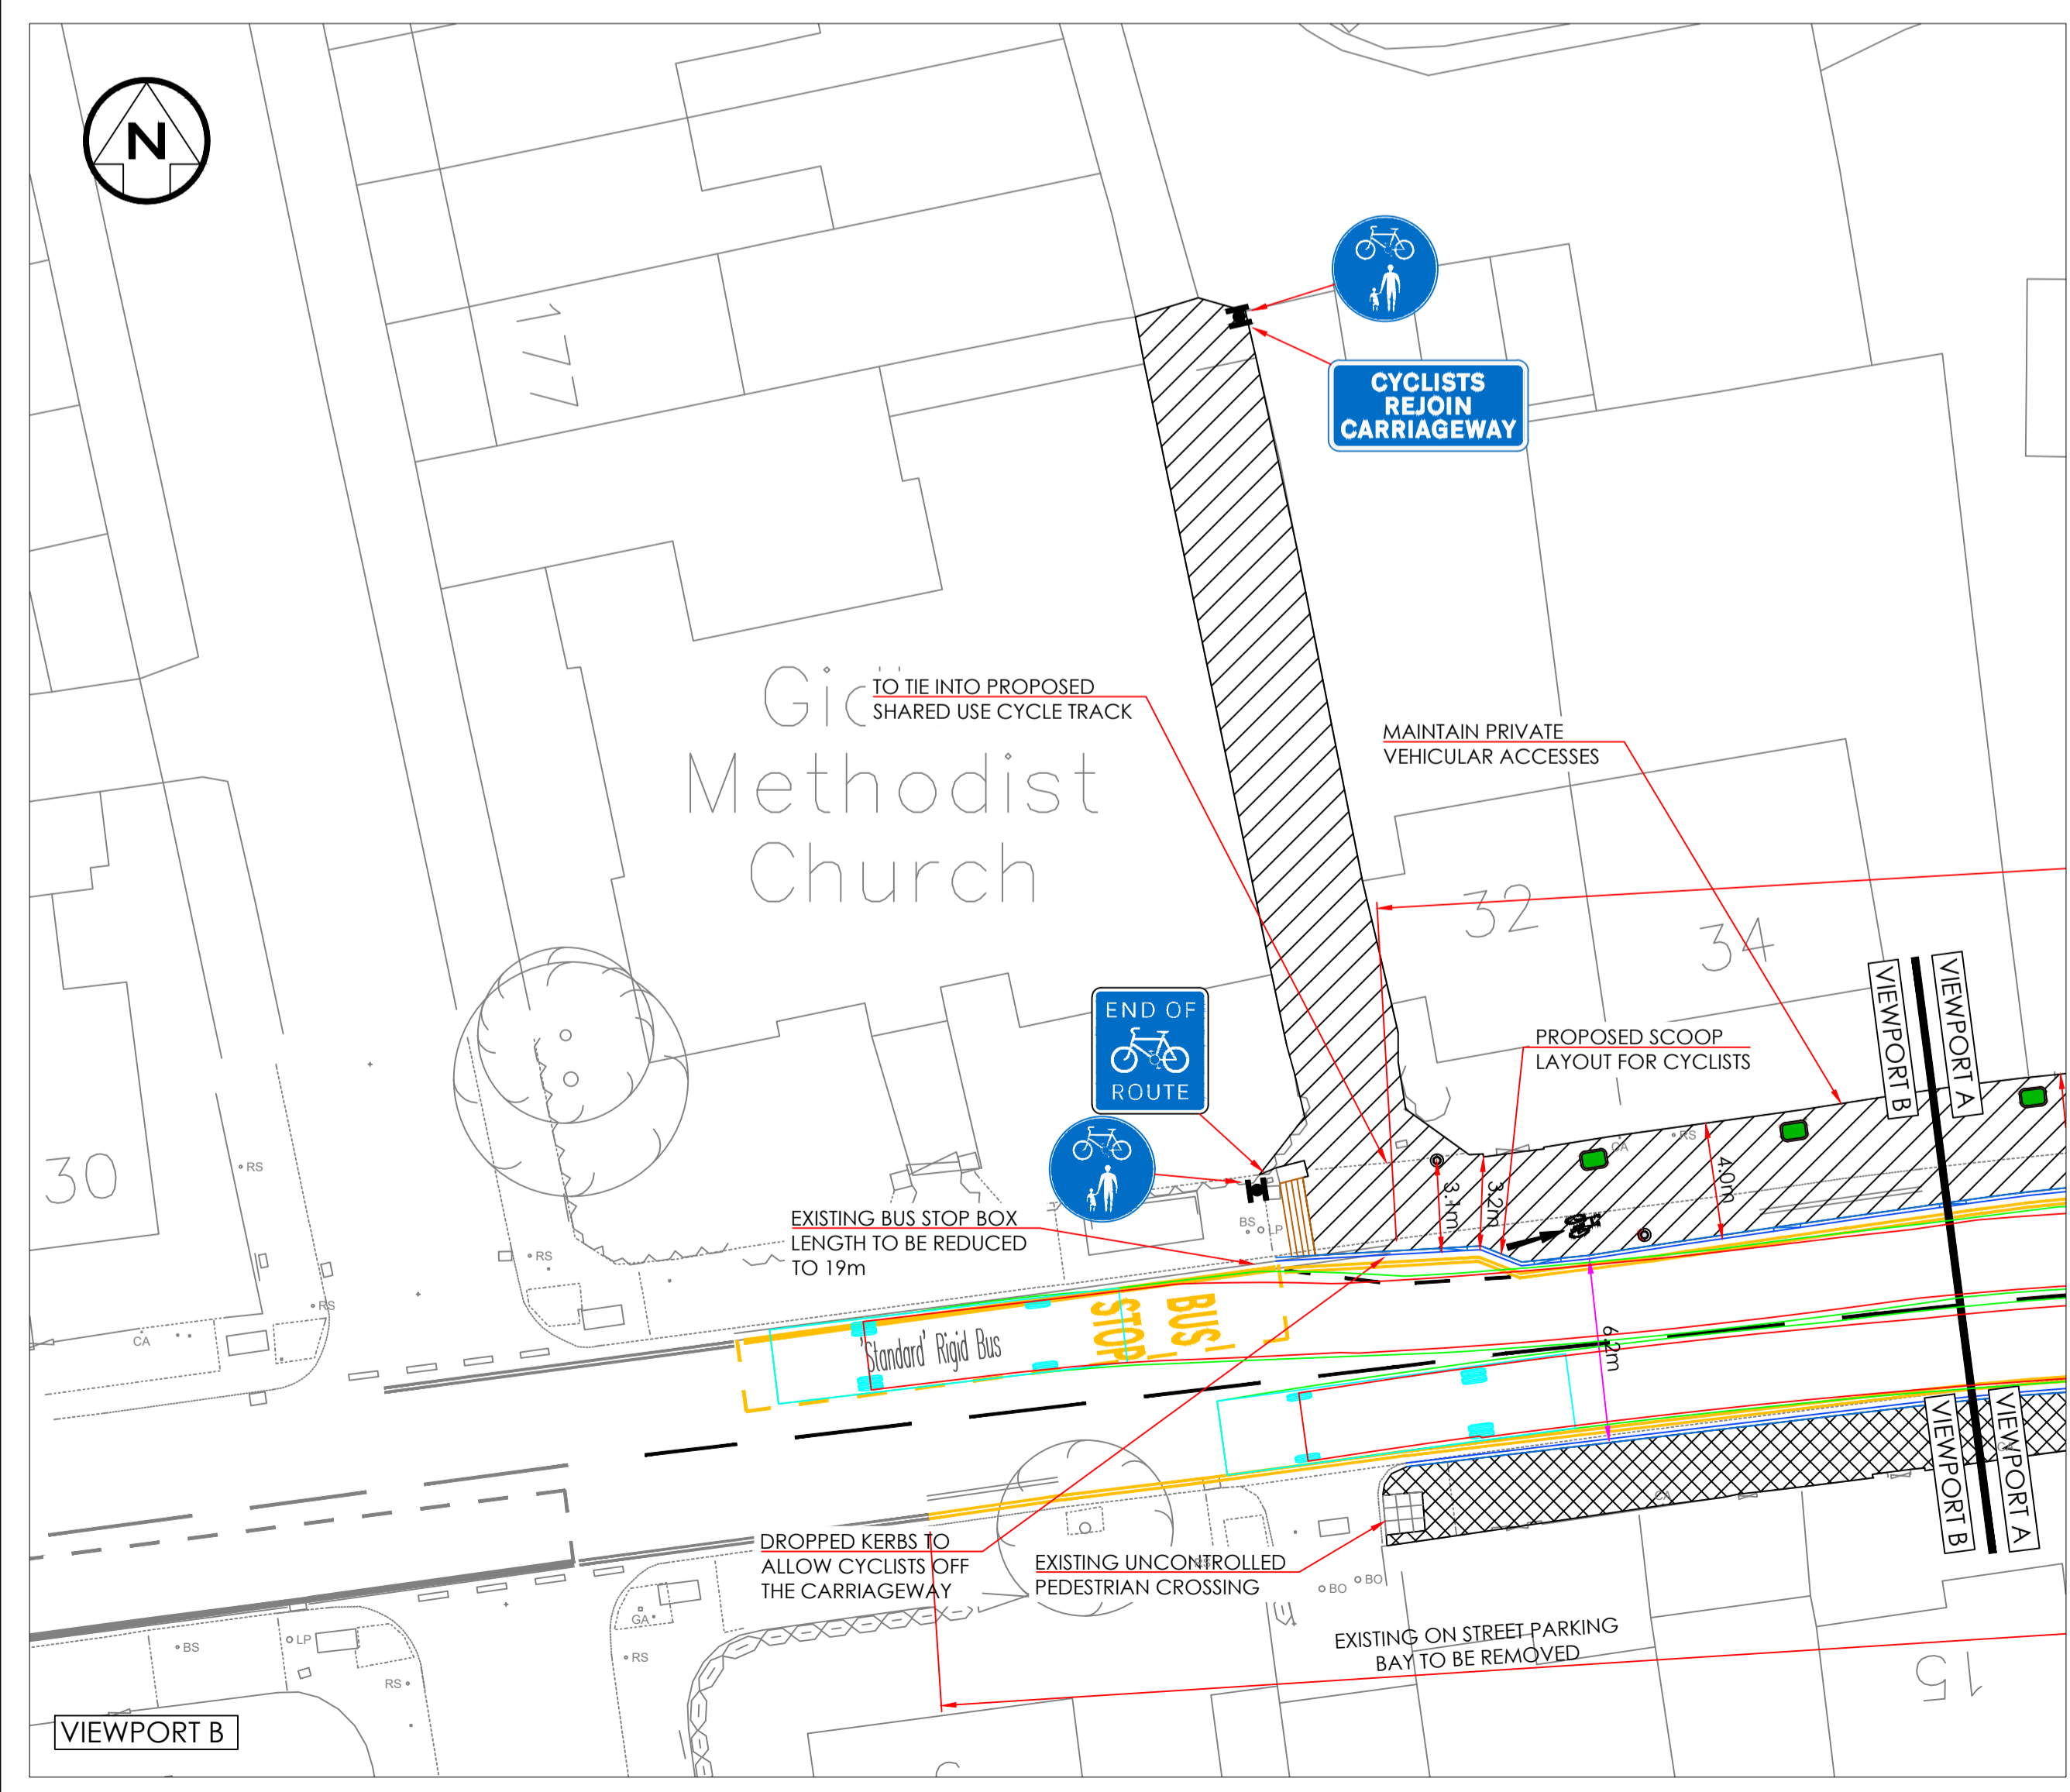 N
177
CYCLISTS
REJOIN
CARRIAGEWAY
TO TIE INTO PROPOSED
SHARED USE CYCLE TRACK
Methodist
Church
MAINTAIN PRIVATE
VEHICULAR ACCESSES
32
34
VIEWPORT B
VIEWPORT A
END OF
ROUTE
PROPOSED SCOOP
LAYOUT FOR CYCLISTS
30
RS
RS
RS
CA
CA
RS
4.0m
3.1m
3.2m
BS
LP
EXISTING BUS STOP BOX
LENGTH TO BE REDUCED
TO 19m
BUS
STOP
'Standard' Rigid Bus
6.2m
VIEWPORT B
VIEWPORT A
CA
DROPPED KERBS TO
ALLOW CYCLISTS OFF
THE CARRIAGEWAY
EXISTING UNCONTROLLED
PEDESTRIAN CROSSING
BO
BO
GA
RS
BS
LP
RS
EXISTING ON STREET PARKING
BAY TO BE REMOVED
15
VIEWPORT B